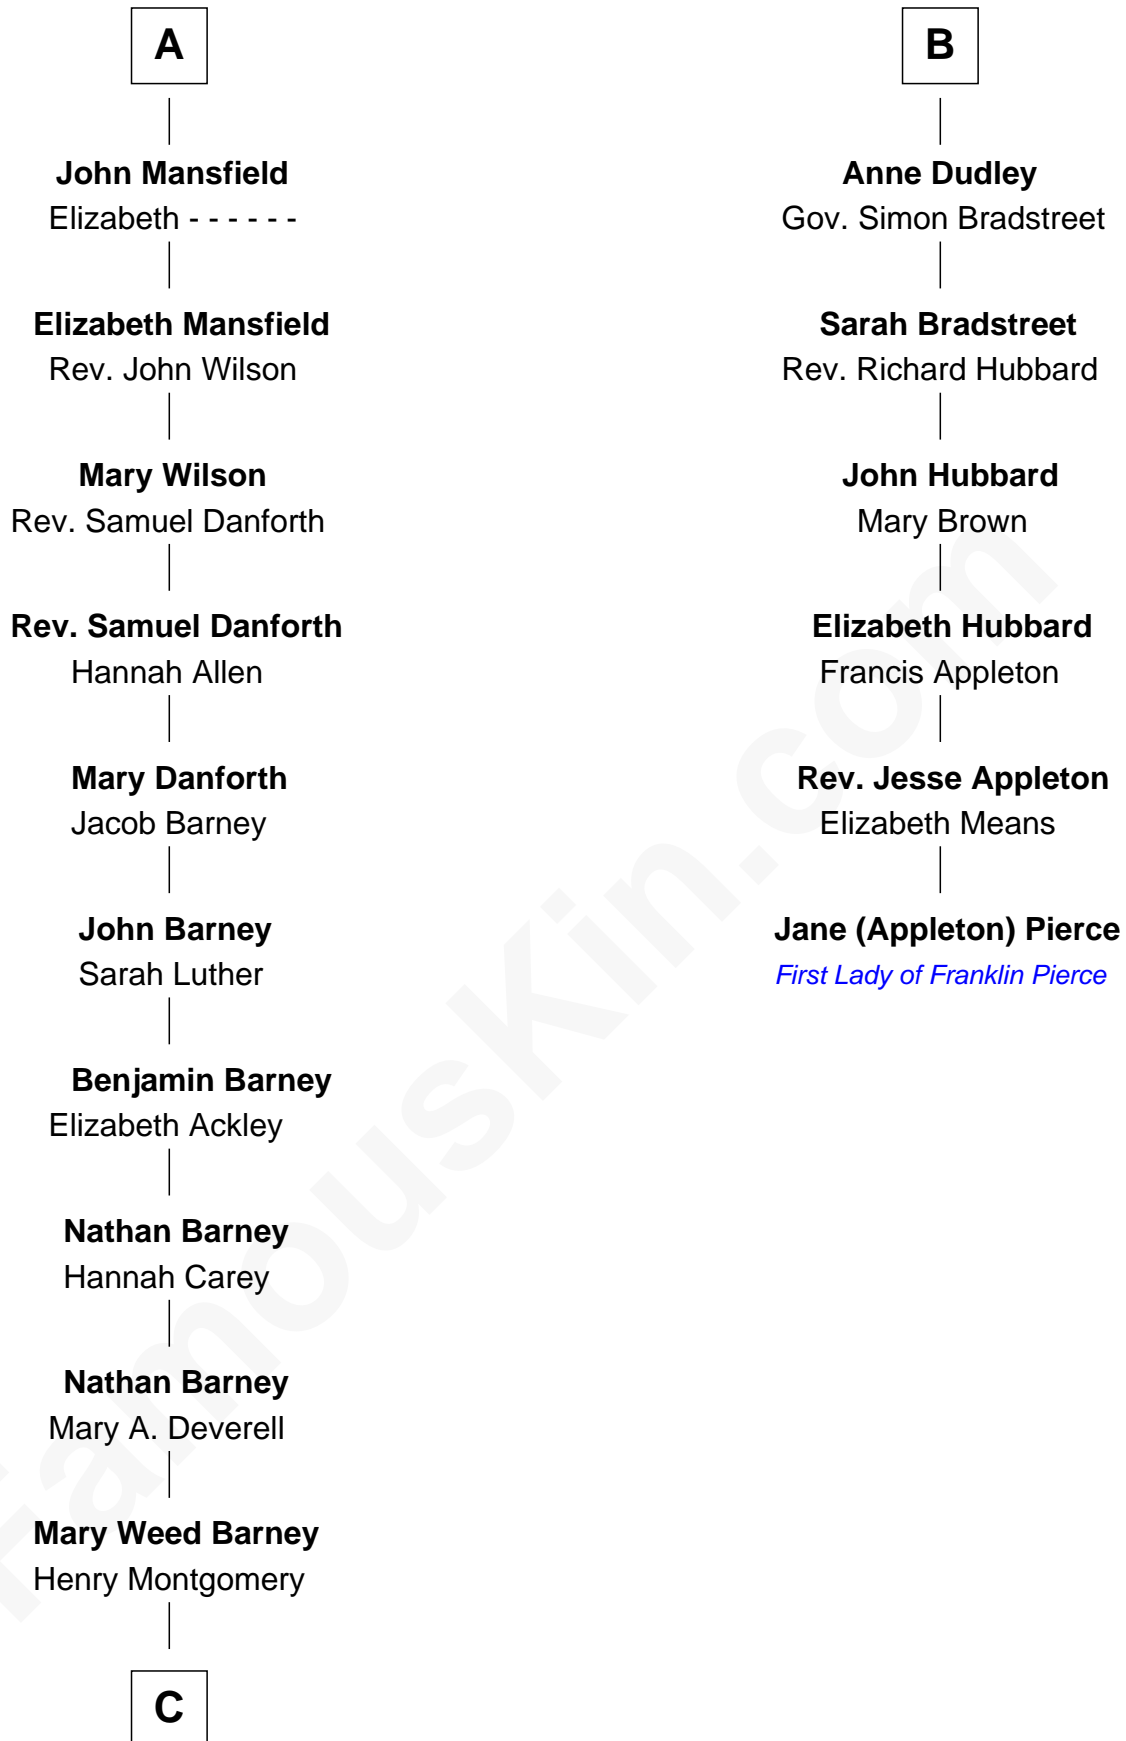 A
John Mansfield
Elizabeth - - - - - -
Elizabeth Mansfield
Rev. John Wilson
Mary Wilson
Rev. Samuel Danforth
Rev. Samuel Danforth
Hannah Allen
Mary Danforth
Jacob Barney
John Barney
Sarah Luther
Benjamin Barney
Elizabeth Ackley
Nathan Barney
Hannah Carey
Nathan Barney
Mary A. Deverell
Mary Weed Barney
Henry Montgomery
C
B
Anne Dudley
Gov. Simon Bradstreet
Sarah Bradstreet
Rev. Richard Hubbard
John Hubbard
Mary Brown
Elizabeth Hubbard
Francis Appleton
Rev. Jesse Appleton
Elizabeth Means
Jane (Appleton) Pierce
First Lady of Franklin Pierce
FamousKin.com